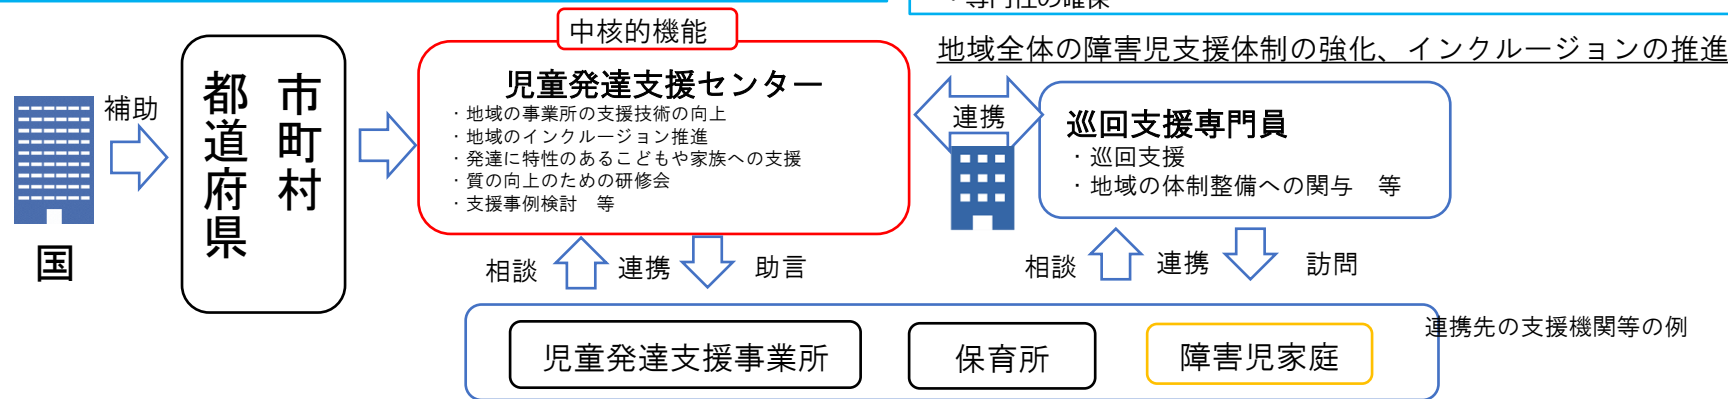 ・専門性の確保
地域全体の障害児支援体制の強化、インクルージョンの推進
国
補助
都道府県
市町村
中核的機能
児童発達支援センター
・地域の事業所の支援技術の向上
・地域のインクルージョン推進
・発達に特性のあるこどもや家族への支援
・質の向上のための研修会
・支援事例検討　等
連携
巡回支援専門員
・巡回支援
・地域の体制整備への関与　等
相談
連携
助言
相談
連携
訪問
連携先の支援機関等の例
児童発達支援事業所
保育所
障害児家庭